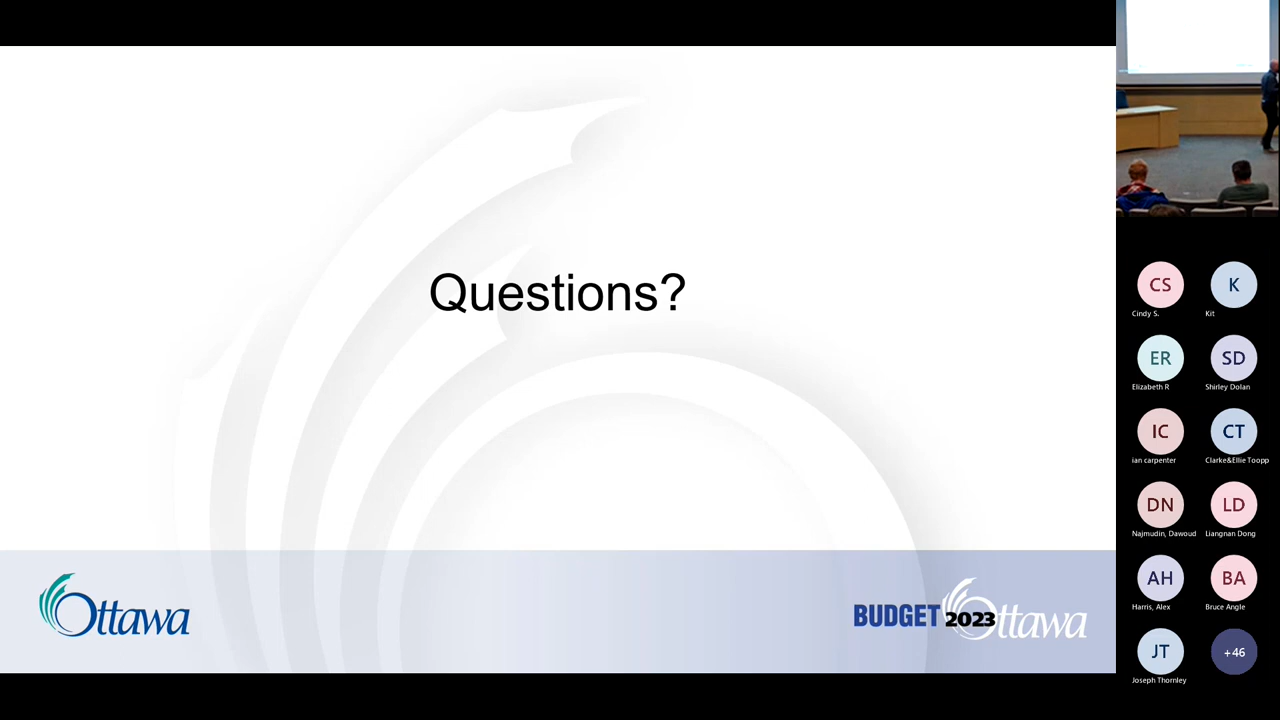 Questions?
Ottawa
BUDGET 2023 Ottawa
CS
K
Cindy S.
Kit
ER
SD
Elizabeth R
Shirley Dolan
IC
CT
ian carpenter
Clarke&Ellie Toopp
DN
LD
Najmudin, Dawoud
Liangnan Dong
AH
BA
Harris, Alex
Bruce Angle
JT
+46
Joseph Thornley